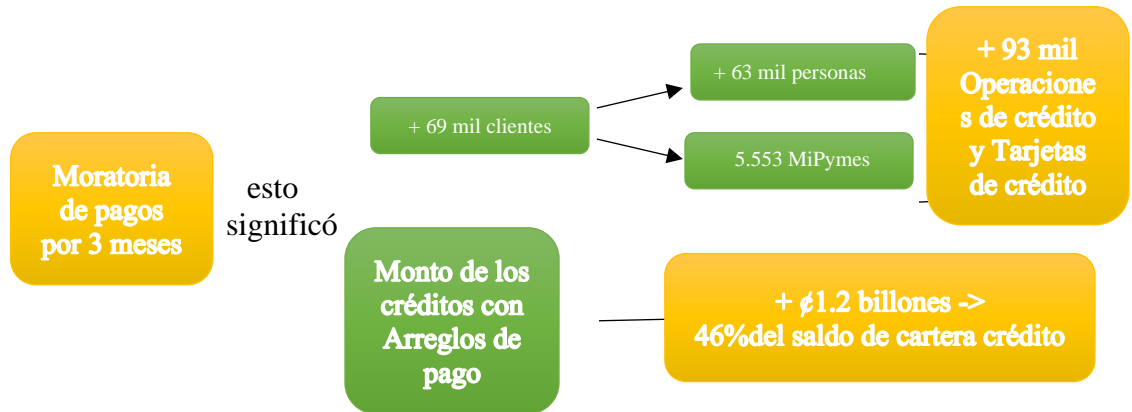 Moratoria
de pagos
por 3 meses
esto
significó
+ 69 mil clientes
+ 63 mil personas
5.553 MiPymes
+ 93 mil
Operacione
s de crédito
y Tarjetas
de crédito
Monto de los
créditos con
Arreglos de
pago
+ ¢1.2 billones ->
46%del saldo de cartera crédito